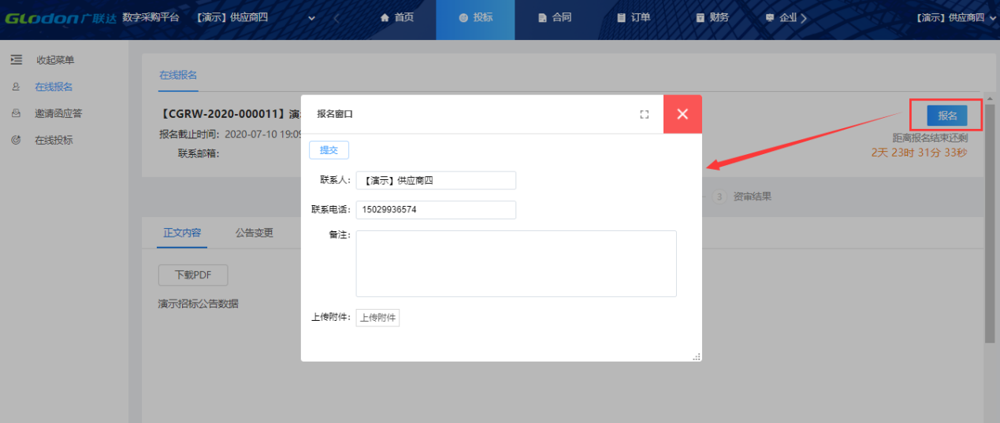 GLodon广联达 数字采购平台 【演示】供应商四 首页 投标 合同 订单 财务 企业 【演示】供应商四
收起菜单
在线报名
邀请函应答
在线投标
在线报名
【CGRW-2020-000011】演
报名截止时间：2020-07-10 19:09
联系邮箱：
报名
距离报名结束还剩
2天 23时 31分 33秒
3 资审结果
正文内容 公告变更
下载PDF
演示招标公告数据
报名窗口
提交
联系人： 【演示】供应商四
联系电话： 15029936574
备注：
上传附件： 上传附件